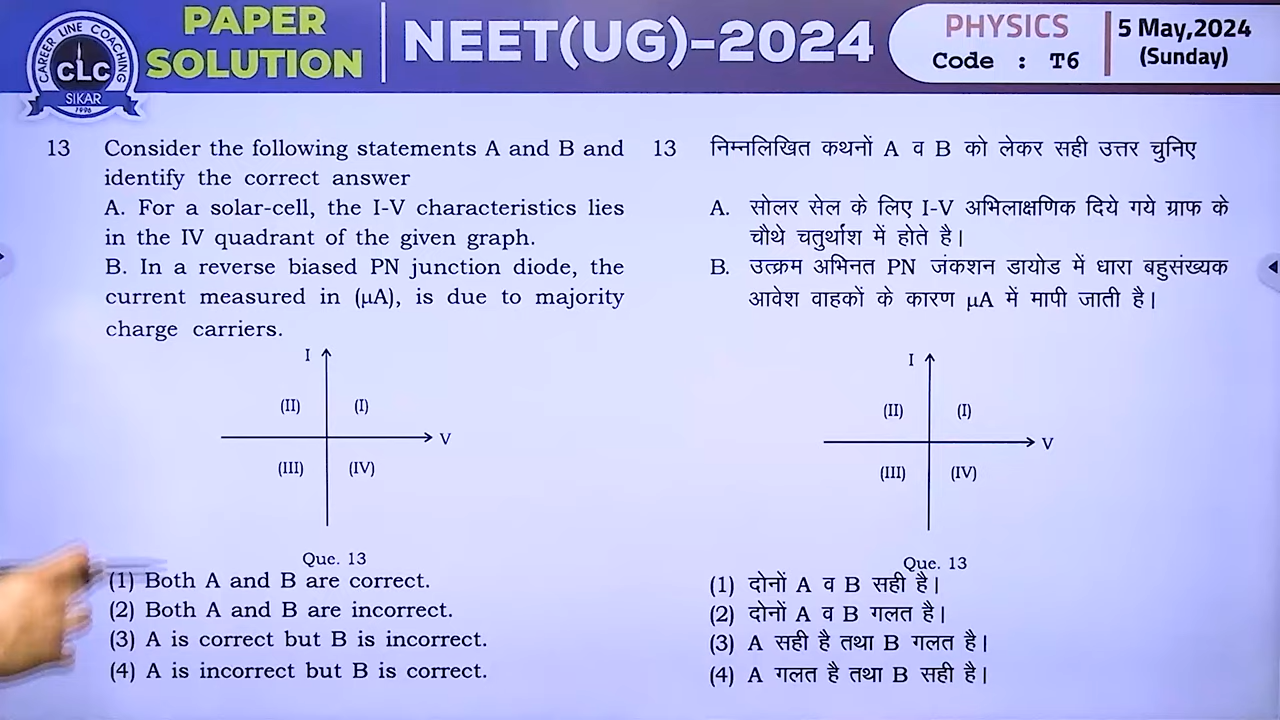 CAREER LINE COACHING
CLC
SIKAR
1996
PAPER
SOLUTION
NEET(UG)-2024
PHYSICS
Code : T6
5 May,2024
(Sunday)
13 Consider the following statements A and B and
identify the correct answer
A. For a solar-cell, the I-V characteristics lies
in the IV quadrant of the given graph.
B. In a reverse biased PN junction diode, the
current measured in (μA), is due to majority
charge carriers.
I
(II) (I)
V
(III) (IV)
Que. 13
(1) Both A and B are correct.
(2) Both A and B are incorrect.
(3) A is correct but B is incorrect.
(4) A is incorrect but B is correct.
13 निम्नलिखित कथनों A व B को लेकर सही उत्तर चुनिए
A. सोलर सेल के लिए I-V अभिलाक्षणिक दिये गये ग्राफ के
चौथे चतुर्थांश में होते है।
B. उत्क्रम अभिनत PN जंकशन डायोड में धारा बहुसंख्यक
आवेश वाहकों के कारण μA में मापी जाती है।
I
(II) (I)
V
(III) (IV)
Que. 13
(1) दोनों A व B सही है।
(2) दोनों A व B गलत है।
(3) A सही है तथा B गलत है।
(4) A गलत है तथा B सही है।